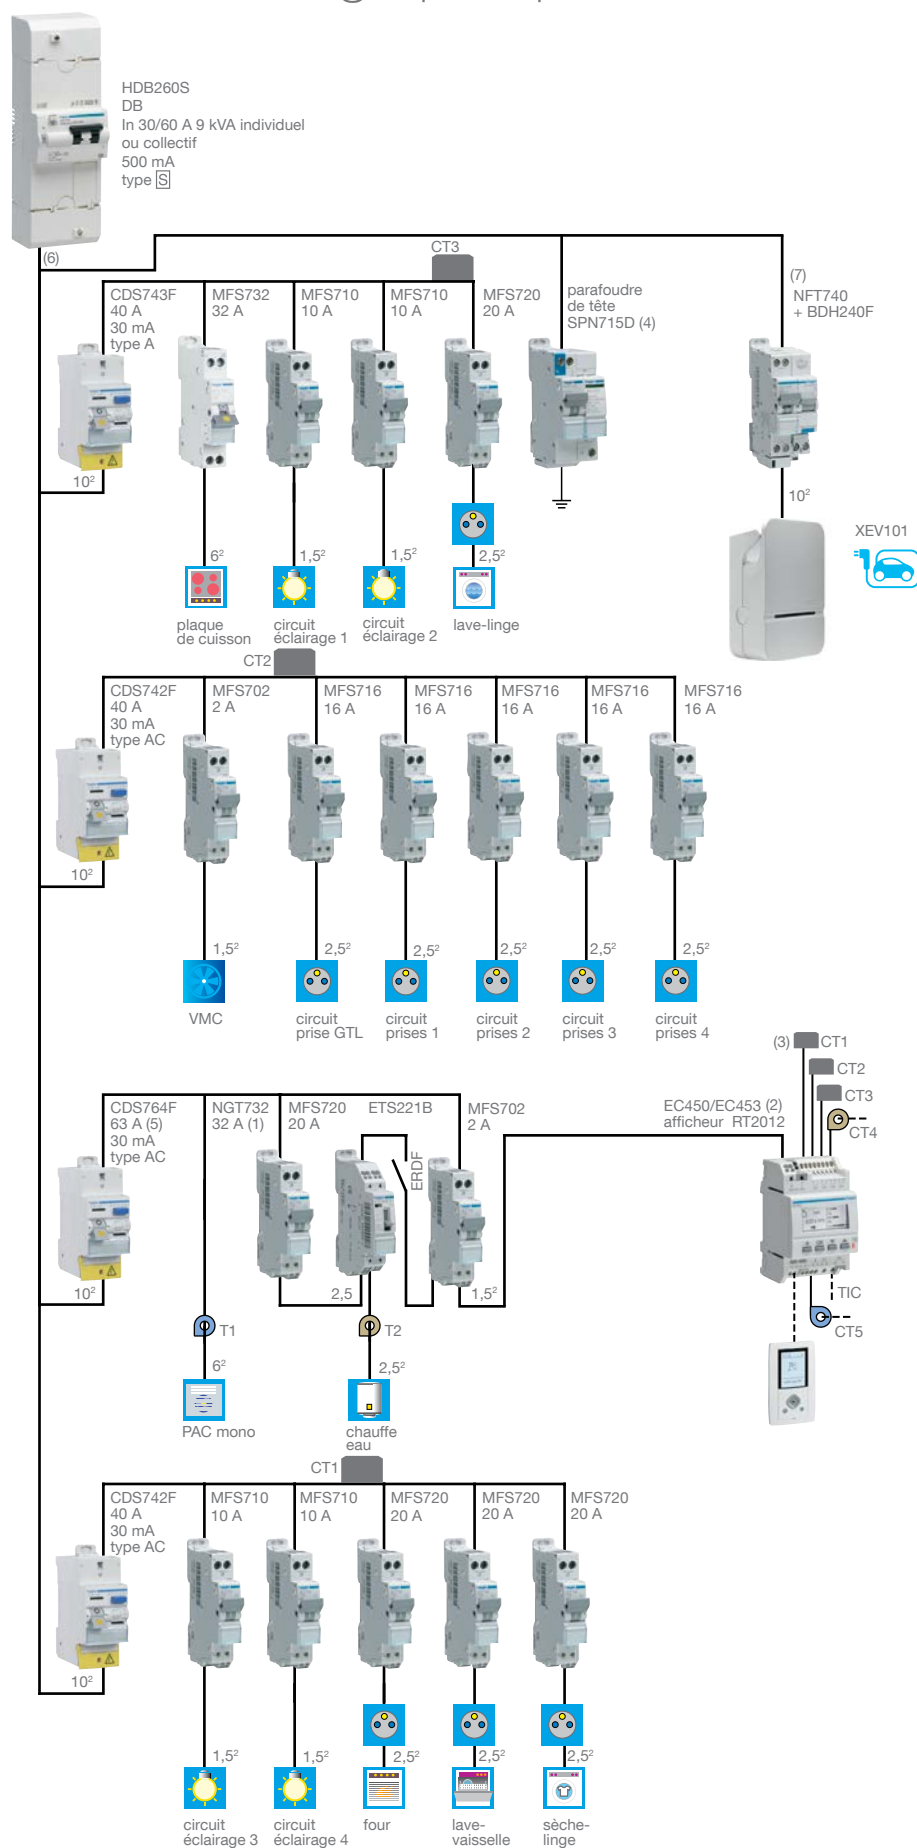 HDB260S
DB
In 30/60 A 9 kVA individuel
ou collectif
500 mA
type S
(6)
CT3
CDS743F
40 A
30 mA
type A
MFS732
32 A
MFS710
10 A
MFS710
10 A
MFS720
20 A
parafoudre
de tête
SPN715D (4)
(7)
NFT740
+ BDH240F
10²
10²
XEV101
6²
1,5²
1,5²
2,5²
plaque
de cuisson
circuit
éclairage 1
circuit
éclairage 2
lave-linge
CT2
CDS742F
40 A
30 mA
type AC
MFS702
2 A
MFS716
16 A
MFS716
16 A
MFS716
16 A
MFS716
16 A
MFS716
16 A
10²
1,5²
2,5²
2,5²
2,5²
2,5²
2,5²
VMC
circuit
prise GTL
circuit
prises 1
circuit
prises 2
circuit
prises 3
circuit
prises 4
(3)
CT1
CT2
CT3
CT4
CDS764F
63 A (5)
30 mA
type AC
NGT732
32 A (1)
MFS720
20 A
ETS221B
ERDF
MFS702
2 A
EC450/EC453 (2)
afficheur RT2012
10²
2,5
1,5²
TIC
CT5
T1
T2
6²
2,5²
PAC mono
chauffe
eau
CT1
CDS742F
40 A
30 mA
type AC
MFS710
10 A
MFS710
10 A
MFS720
20 A
MFS720
20 A
MFS720
20 A
10²
1,5²
1,5²
2,5²
2,5²
2,5²
circuit
éclairage 3
circuit
éclairage 4
four
lave-
vaisselle
sèche-
linge